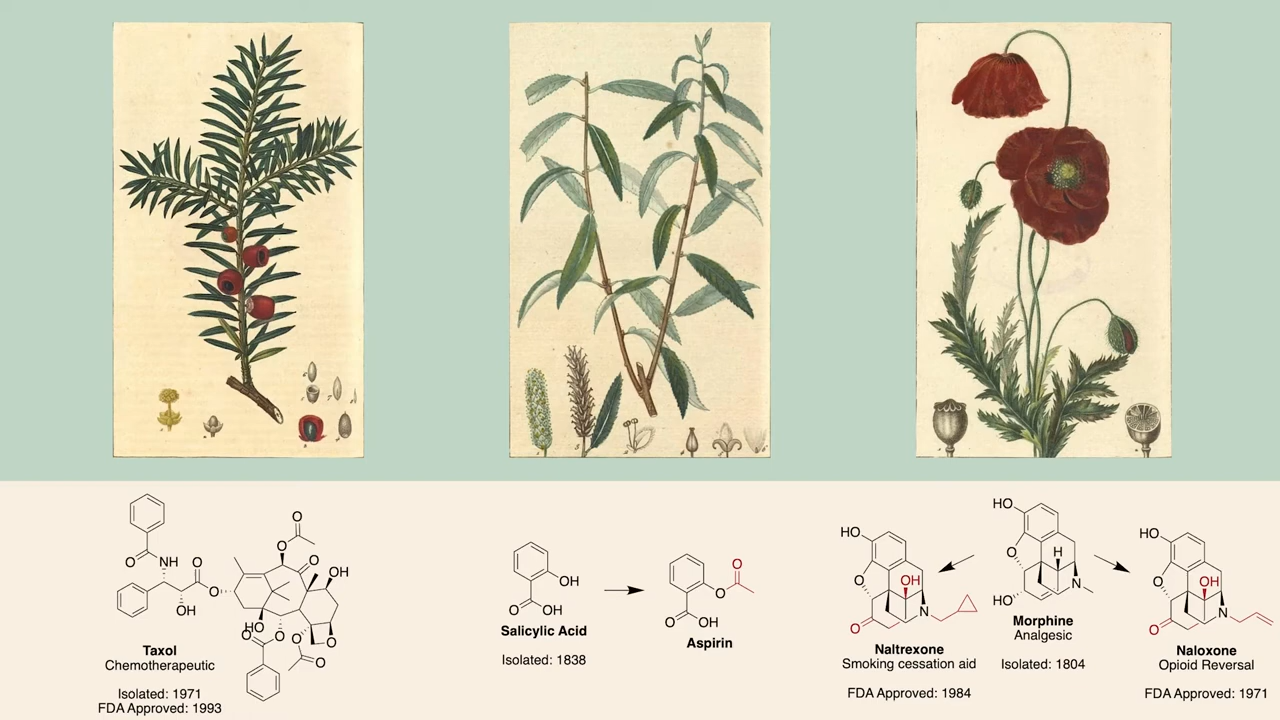 NH
O
O
O
OH
O
O
O
OH
HO
O
O
O
O
O
O
Taxol
Chemotherapeutic
Isolated: 1971
FDA Approved: 1993
OH
O
OH
Salicylic Acid
Isolated: 1838
O
O
O
OH
Aspirin
HO
O
OH
N
O
Naltrexone
Smoking cessation aid
FDA Approved: 1984
HO
O
H
N
HO
Morphine
Analgesic
Isolated: 1804
HO
O
OH
N
O
Naloxone
Opioid Reversal
FDA Approved: 1971